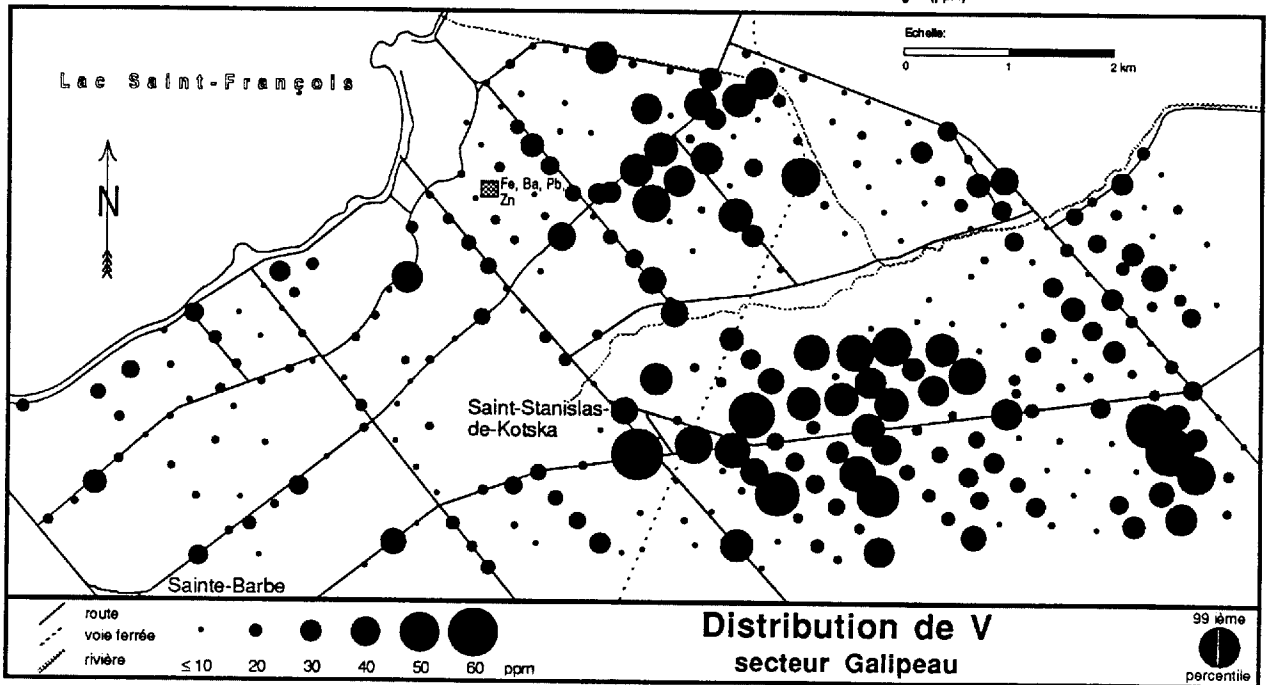 (ppm)
Echelle:
0 1 2 km
Lac Saint-François
N
Fe, Ba, Pb,
Zn
Saint-Stanislas-
de-Kotska
Sainte-Barbe
route
voie ferrée
rivière
≤ 10 20 30 40 50 60 ppm
Distribution de V
secteur Galipeau
99 ième
percentile